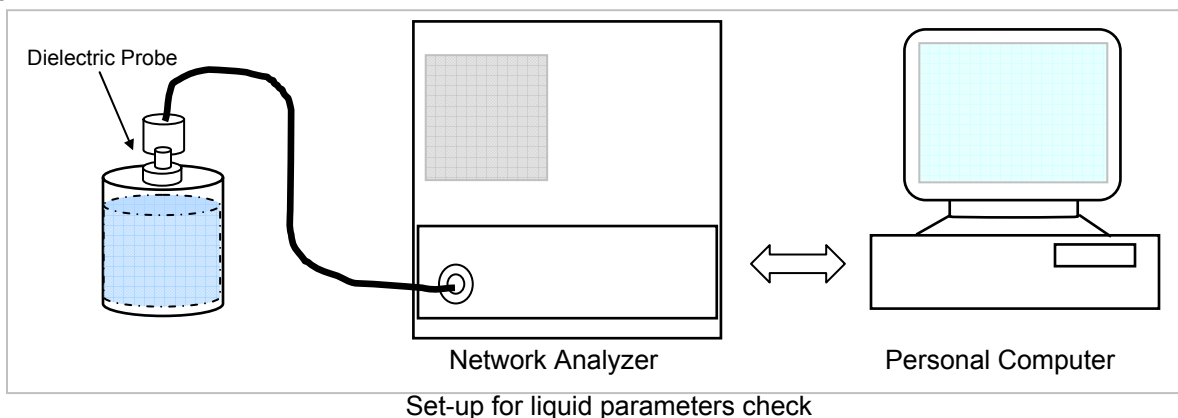 Dielectric Probe
Network Analyzer
Personal Computer
Set-up for liquid parameters check